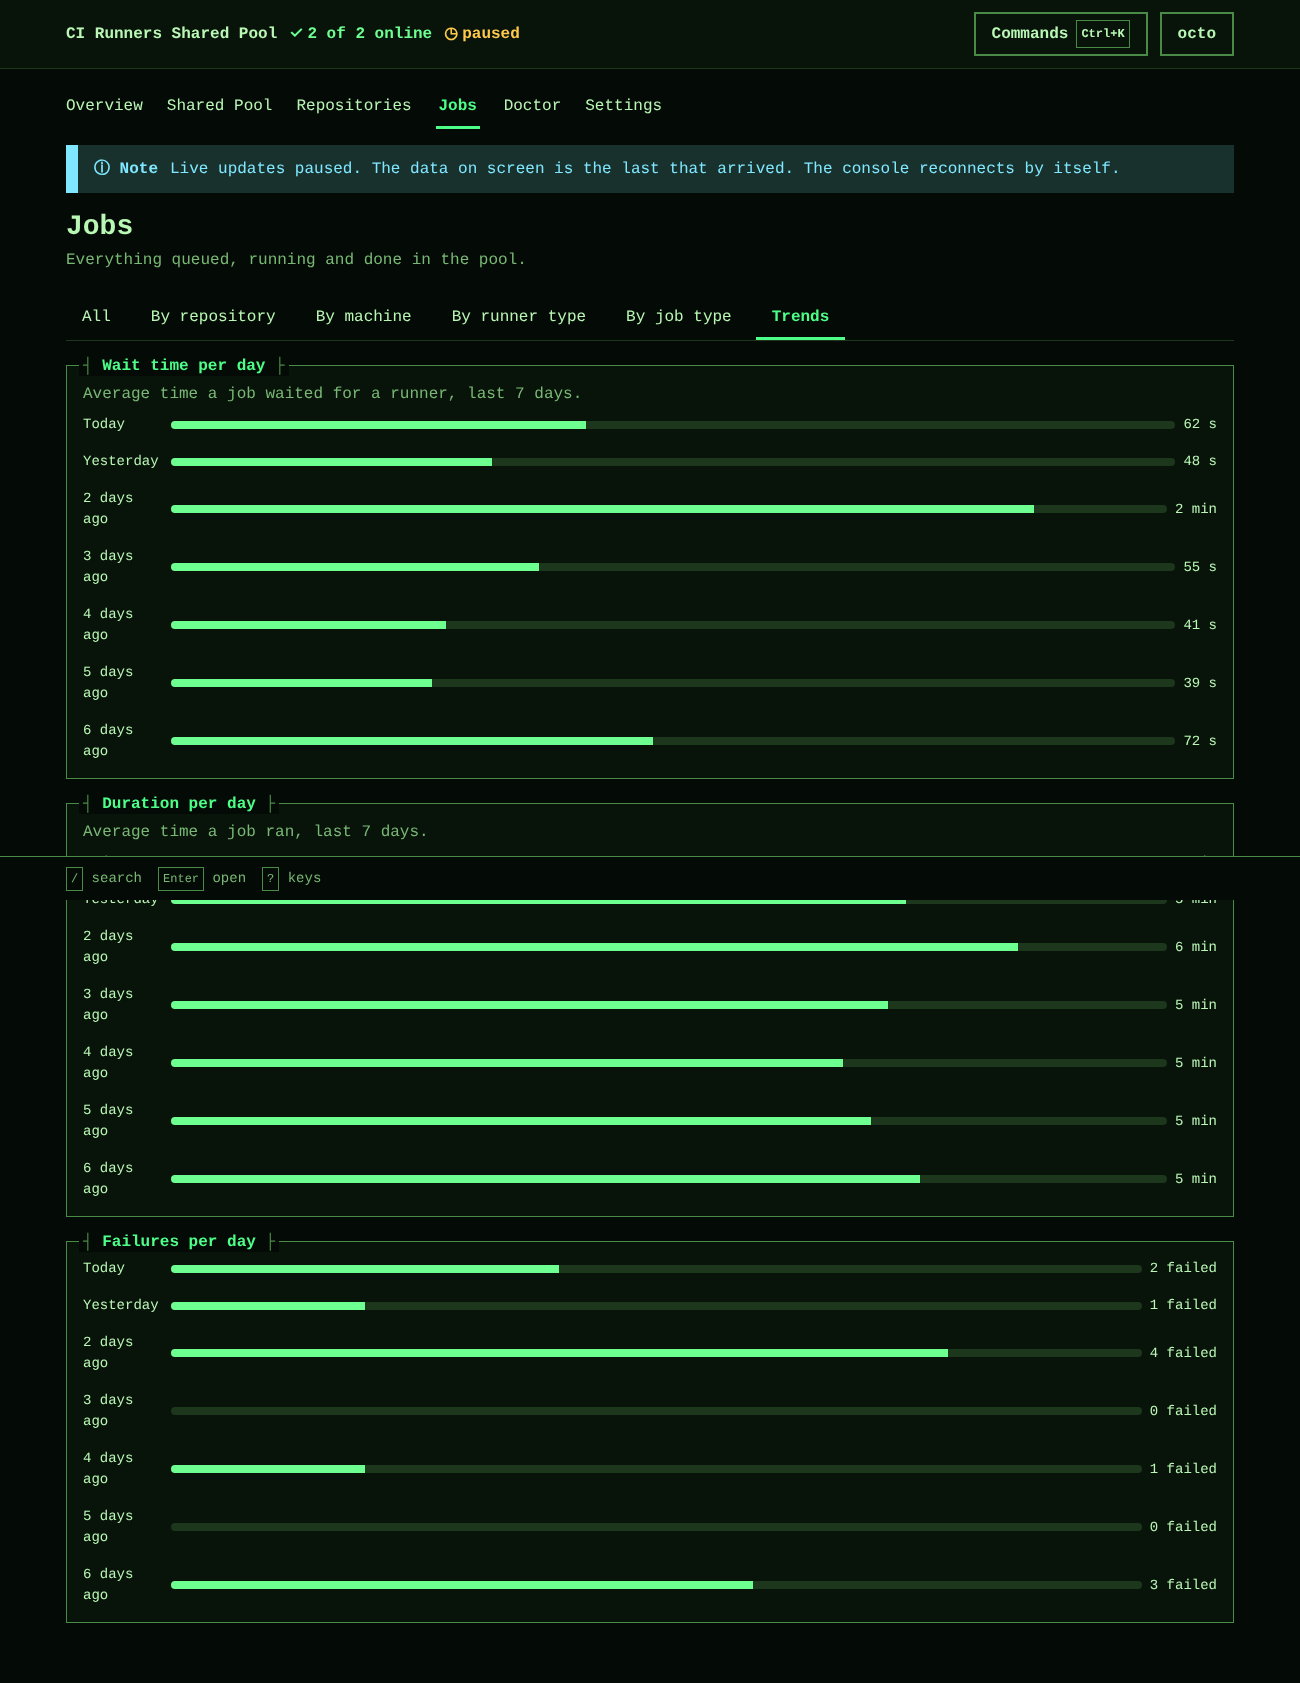 CI Runners Shared Pool 2 of 2 online paused Commands Ctrl+K octo
Overview Shared Pool Repositories Jobs Doctor Settings
Note Live updates paused. The data on screen is the last that arrived. The console reconnects by itself.
Jobs
Everything queued, running and done in the pool.
All By repository By machine By runner type By job type Trends
Wait time per day
Average time a job waited for a runner, last 7 days.
Today 62 s
Yesterday 48 s
2 days
ago
2 min
3 days
ago
55 s
4 days
ago
41 s
5 days
ago
39 s
6 days
ago
72 s
Duration per day
Average time a job ran, last 7 days.
/ search Enter open ? keys
Yesterday 5 min
2 days
ago
6 min
3 days
ago
5 min
4 days
ago
5 min
5 days
ago
5 min
6 days
ago
5 min
Failures per day
Today 2 failed
Yesterday 1 failed
2 days
ago
4 failed
3 days
ago
0 failed
4 days
ago
1 failed
5 days
ago
0 failed
6 days
ago
3 failed